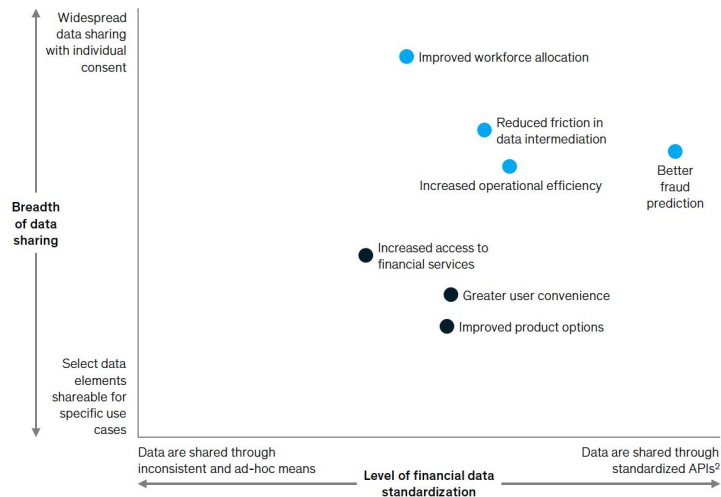 Widespread
data sharing
with individual
consent
Improved workforce allocation
Reduced friction in
data intermediation
Increased operational efficiency
Better
fraud
prediction
Breadth
of data
sharing
Increased access to
financial services
Greater user convenience
Improved product options
Select data
elements
shareable for
specific use
cases
Data are shared through
inconsistent and ad-hoc means
Data are shared through
standardized APIs²
Level of financial data
standardization